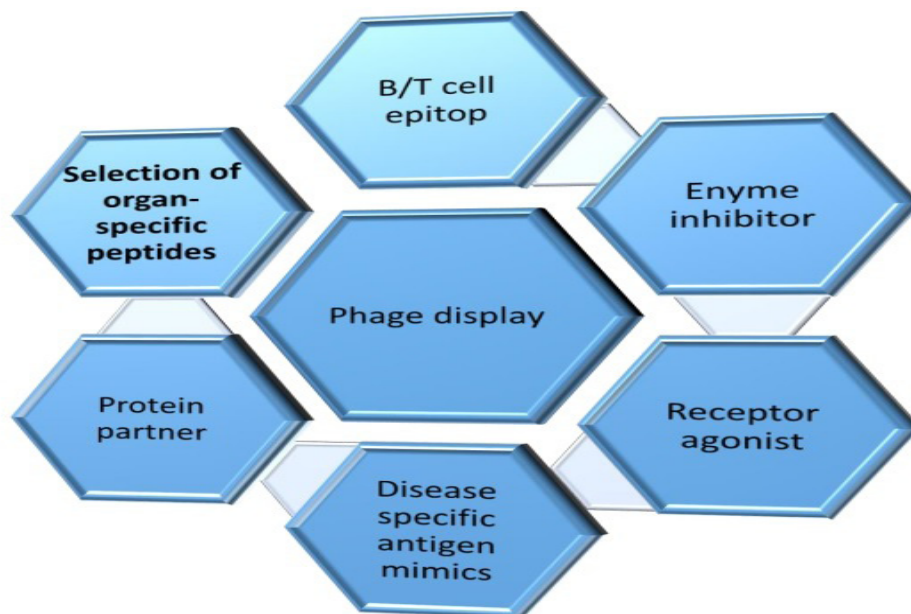 B/T cell
epitop
Selection of
organ-
specific
peptides
Enyme
inhibitor
Phage display
Protein
partner
Receptor
agonist
Disease
specific
antigen
mimics